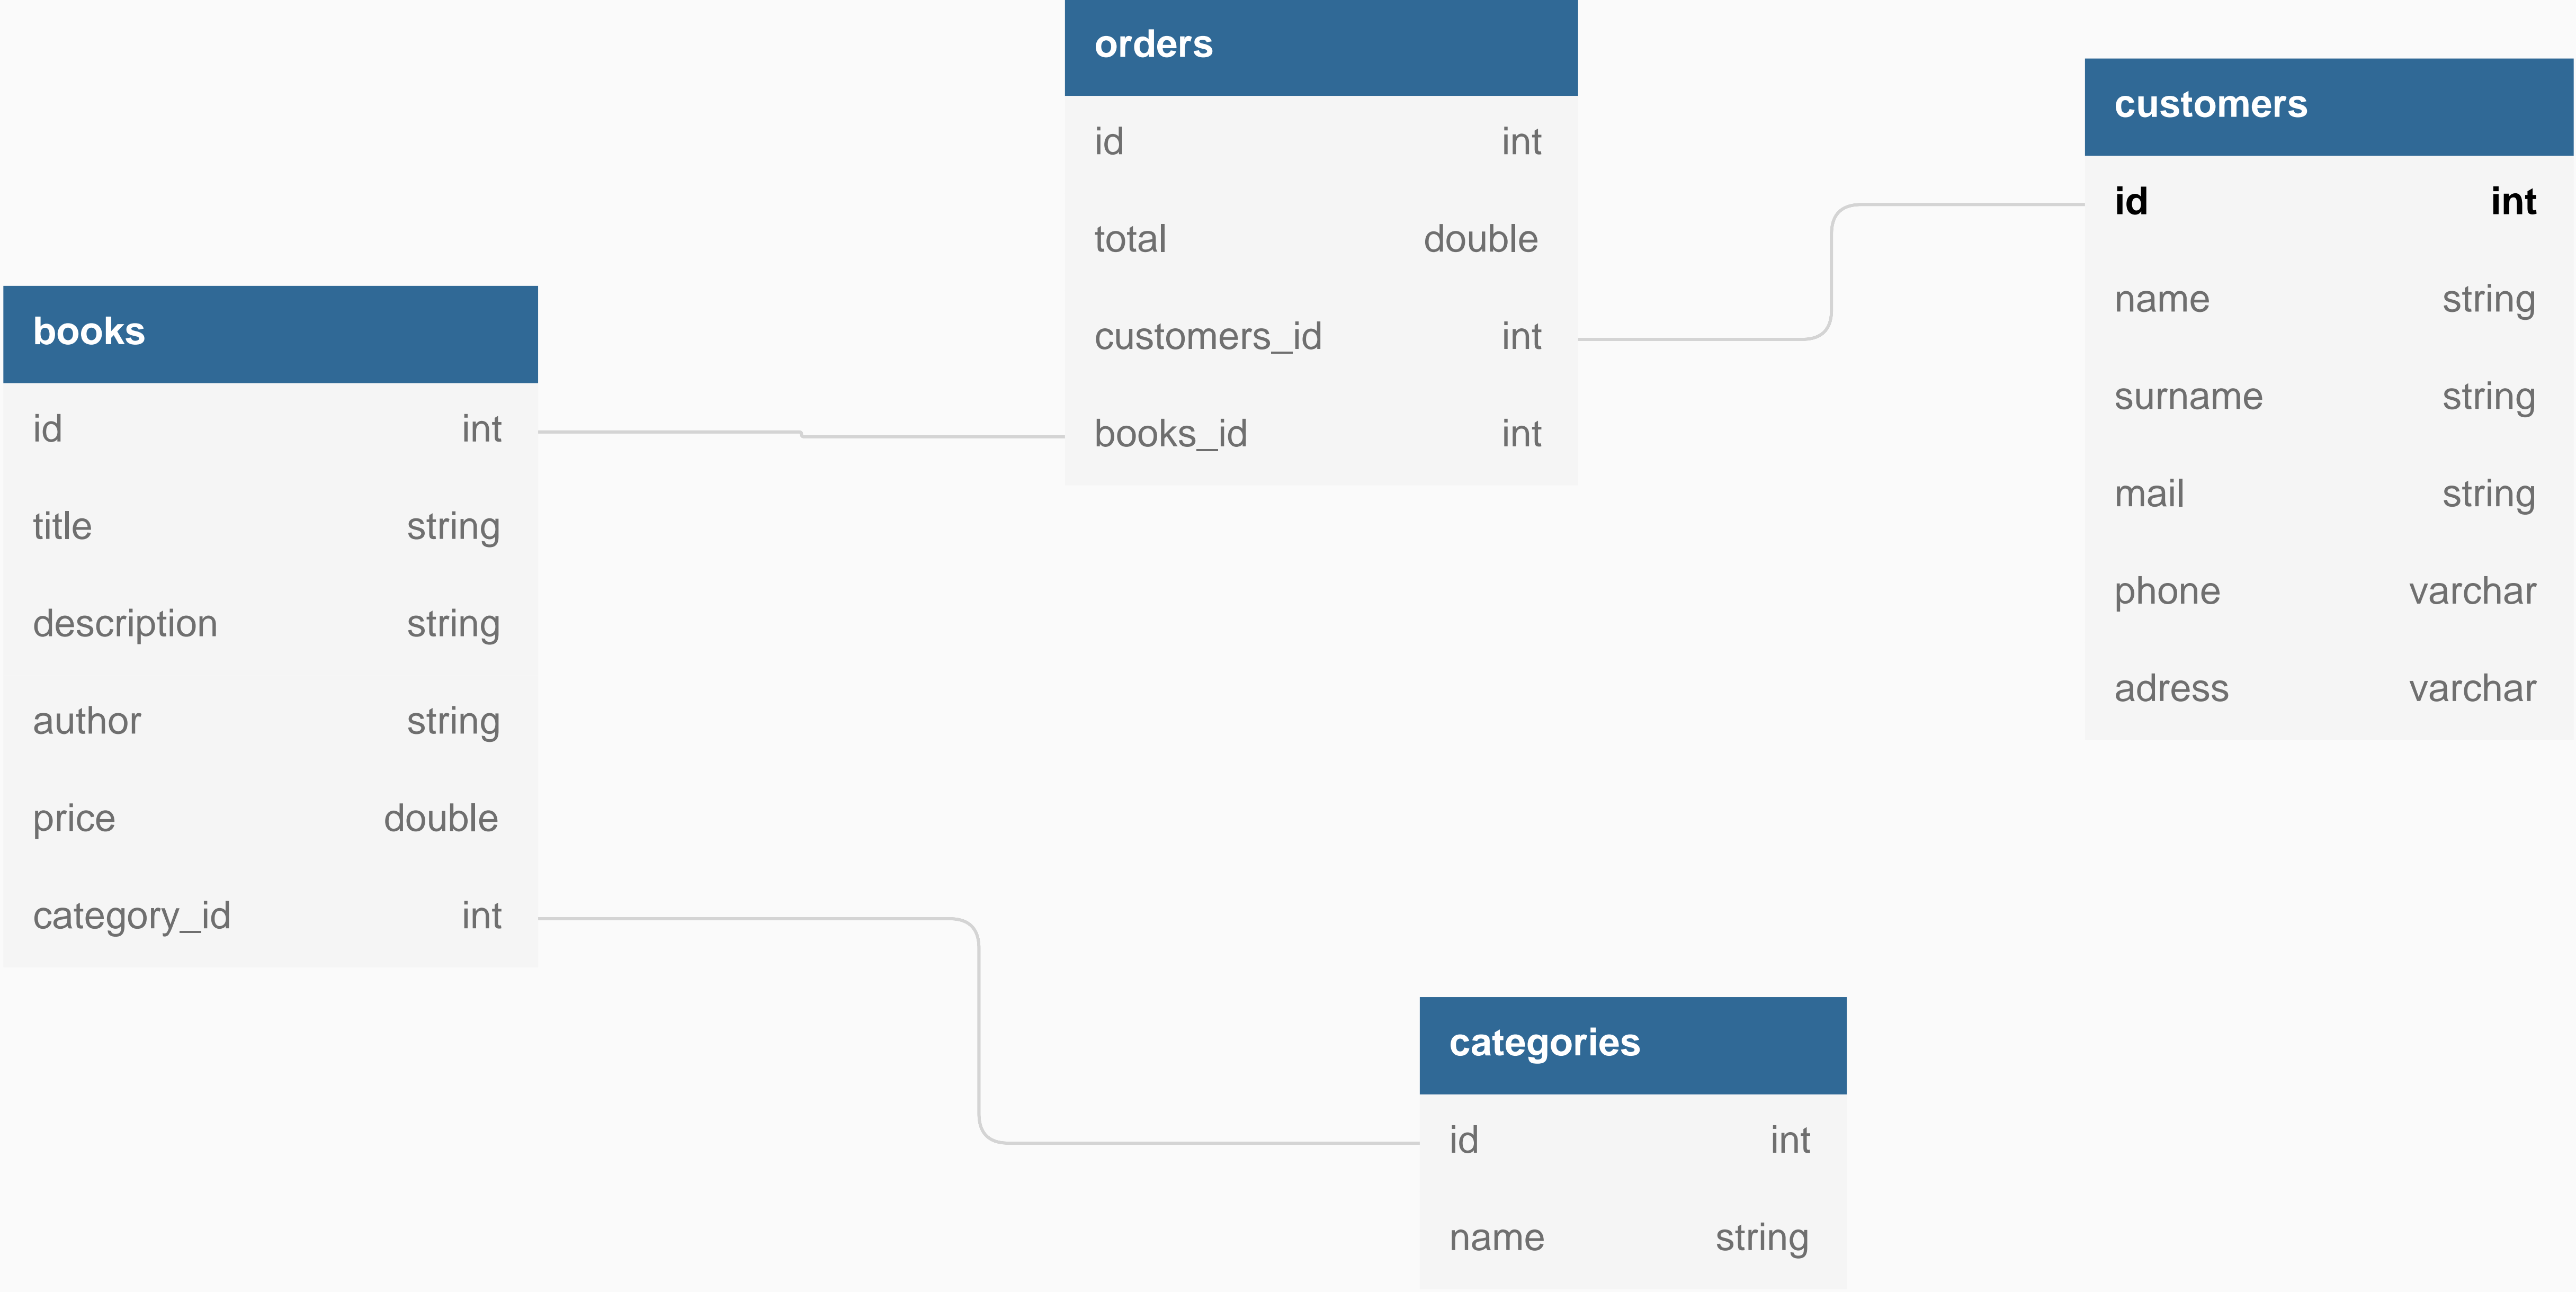 orders
id int
total double
customers_id int
books_id int
customers
id int
name string
surname string
mail string
phone varchar
adress varchar
books
id int
title string
description string
author string
price double
category_id int
categories
id int
name string